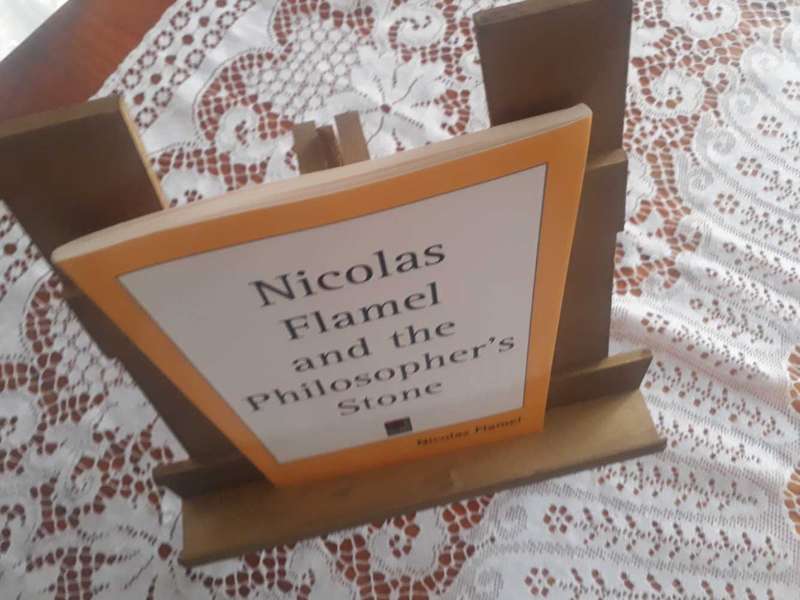 Nicolas
Flamel
and the
Philosopher's
Stone
Nicolas Flamel